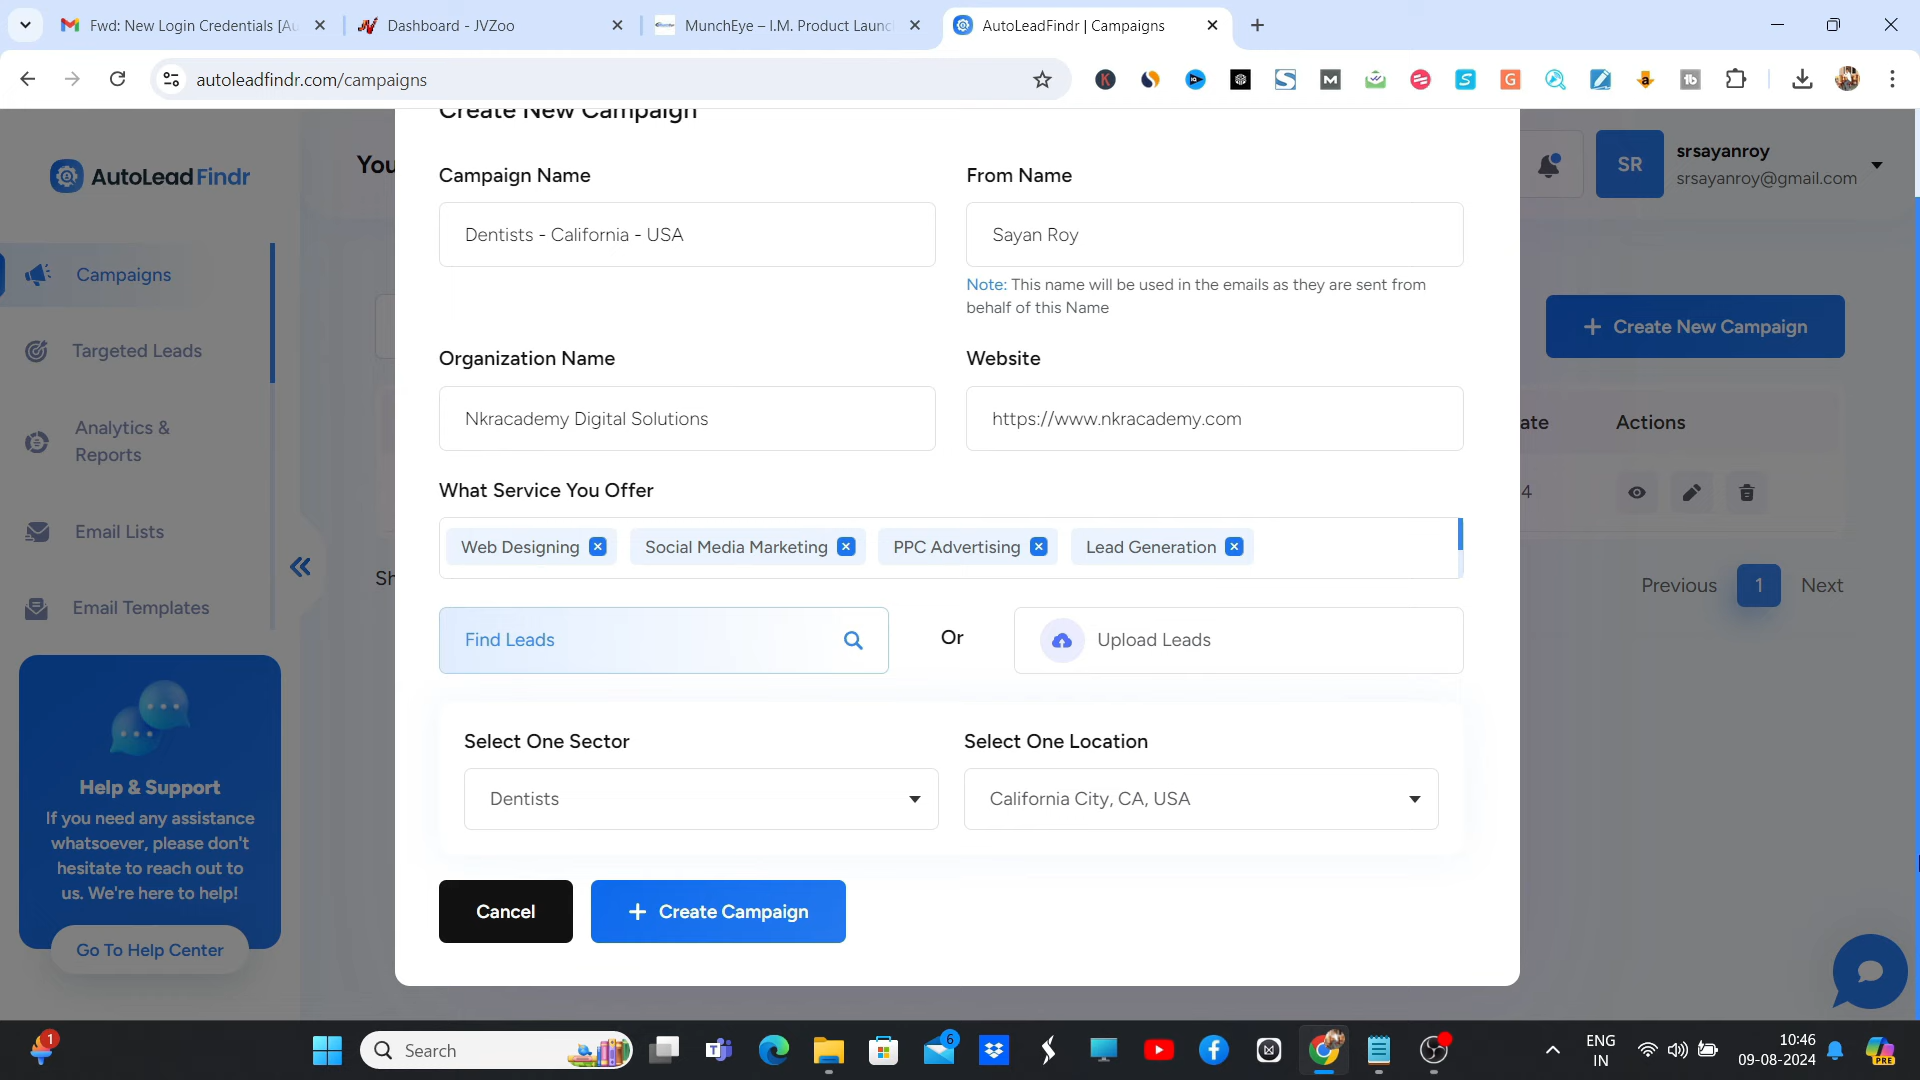 Fwd: New Login Credentials [Au
Dashboard - JVZoo
MunchEye – I.M. Product Launc
AutoLeadFindr | Campaigns
autoleadfindr.com/campaigns
AutoLead Findr
You
SR
srsayanroy
srsayanroy@gmail.com
Campaigns
Targeted Leads
Analytics &
Reports
Email Lists
Email Templates
Help & Support
If you need any assistance
whatsoever, please don't
hesitate to reach out to
us. We're here to help!
Go To Help Center
Create New Campaign
Campaign Name
From Name
Dentists - California - USA
Sayan Roy
Note: This name will be used in the emails as they are sent from
behalf of this Name
Organization Name
Website
Nkracademy Digital Solutions
https://www.nkracademy.com
What Service You Offer
Web Designing
Social Media Marketing
PPC Advertising
Lead Generation
Find Leads
Or
Upload Leads
Select One Sector
Select One Location
Dentists
California City, CA, USA
Cancel
+ Create Campaign
+ Create New Campaign
ate
Actions
4
Sh
Previous
1
Next
1
Search
6
ENG
IN
10:46
09-08-2024
PRE